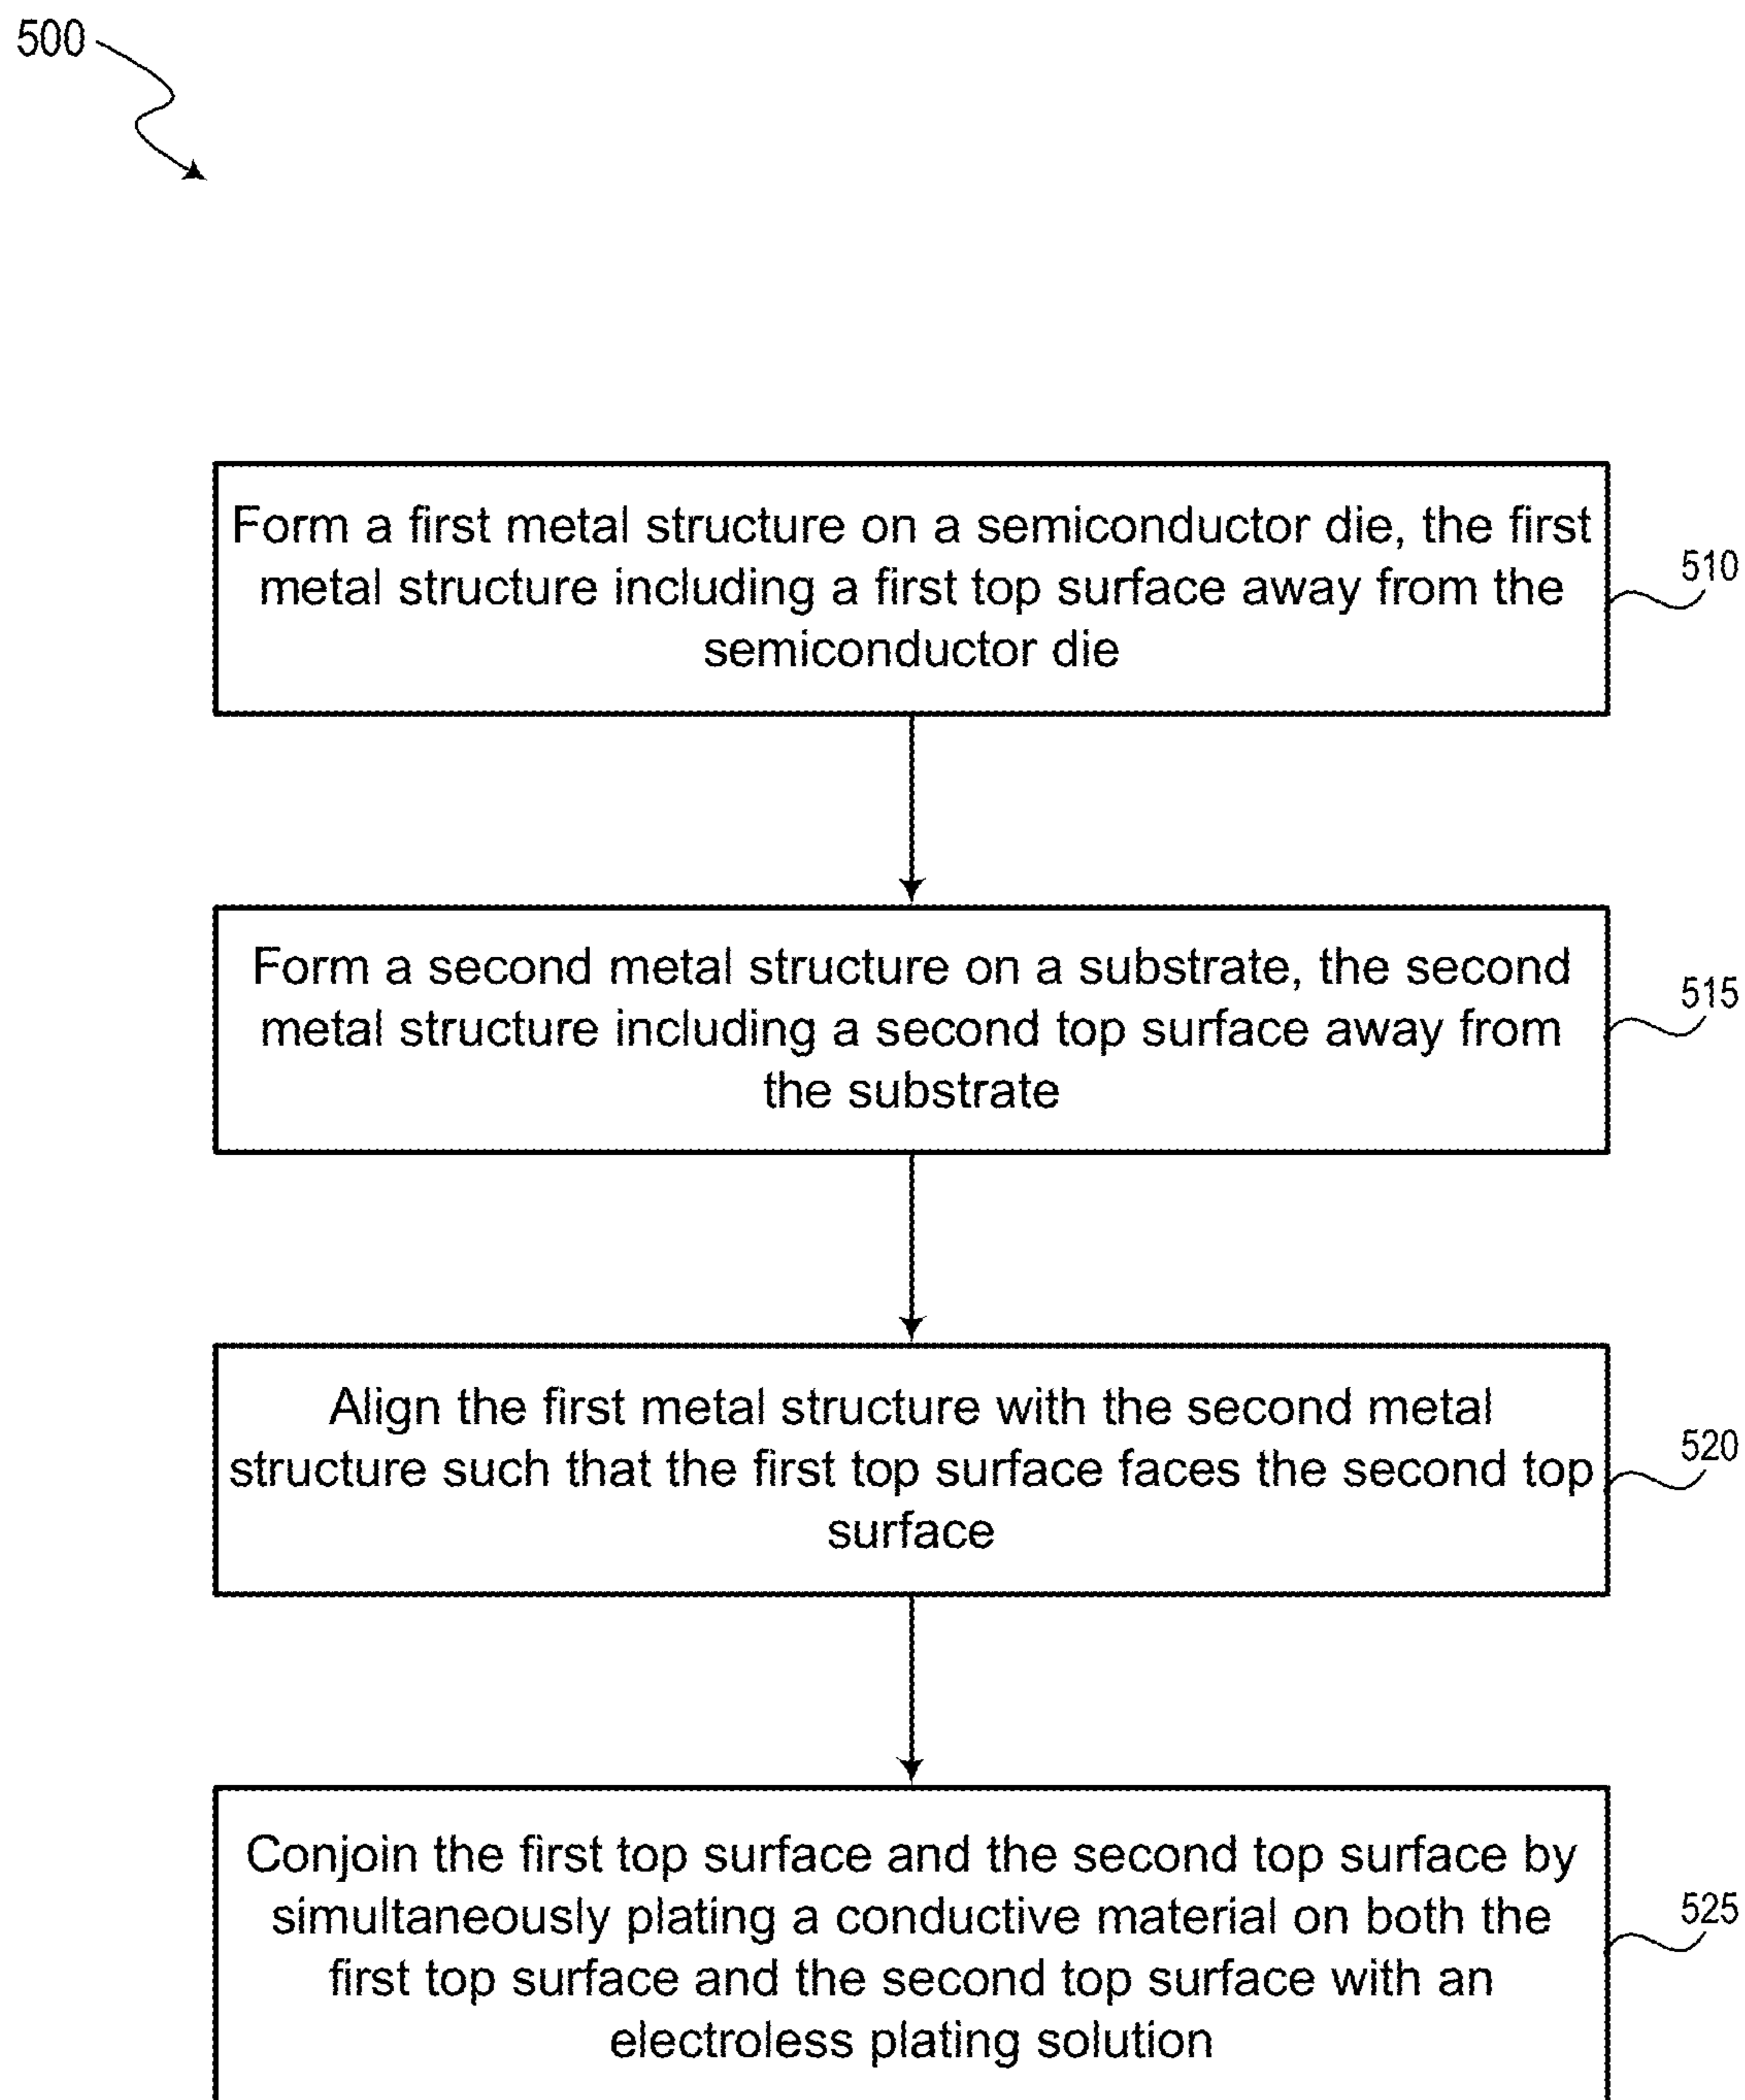 500
Form a first metal structure on a semiconductor die, the first
metal structure including a first top surface away from the
semiconductor die
510
Form a second metal structure on a substrate, the second
metal structure including a second top surface away from
the substrate
515
Align the first metal structure with the second metal
structure such that the first top surface faces the second top
surface
520
Conjoin the first top surface and the second top surface by
simultaneously plating a conductive material on both the
first top surface and the second top surface with an
electroless plating solution
525